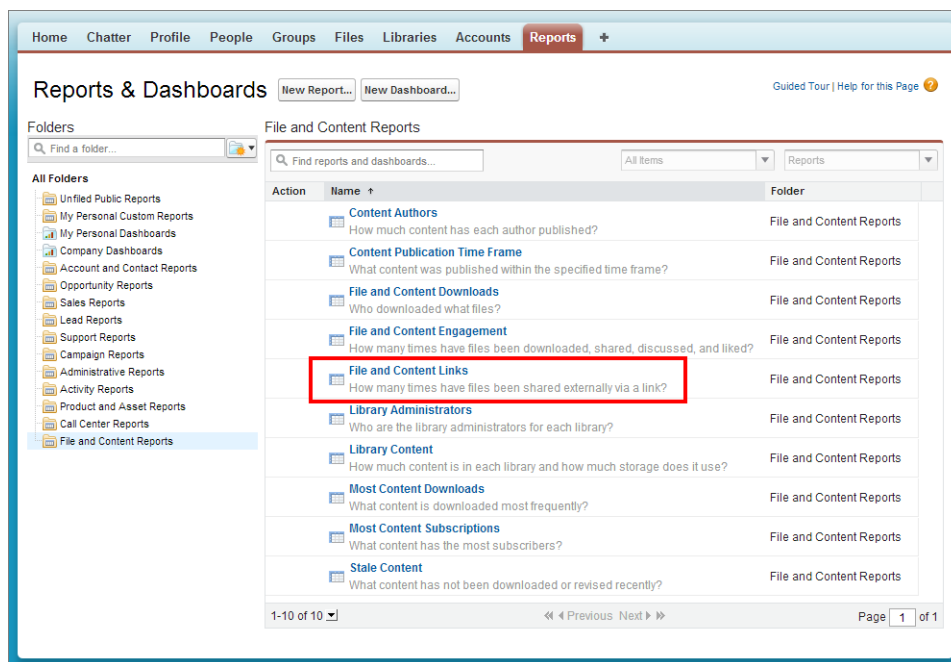 Home Chatter Profile People Groups Files Libraries Accounts Reports +
Reports & Dashboards New Report... New Dashboard... Guided Tour | Help for this Page ?
Folders
Find a folder...
All Folders
Unfiled Public Reports
My Personal Custom Reports
My Personal Dashboards
Company Dashboards
Account and Contact Reports
Opportunity Reports
Sales Reports
Lead Reports
Support Reports
Campaign Reports
Administrative Reports
Activity Reports
Product and Asset Reports
Call Center Reports
File and Content Reports
File and Content Reports
Find reports and dashboards... All Items Reports
Action Name ↑ Folder
Content Authors
How much content has each author published?
File and Content Reports
Content Publication Time Frame
What content was published within the specified time frame?
File and Content Reports
File and Content Downloads
Who downloaded what files?
File and Content Reports
File and Content Engagement
How many times have files been downloaded, shared, discussed, and liked?
File and Content Reports
File and Content Links
How many times have files been shared externally via a link?
File and Content Reports
Library Administrators
Who are the library administrators for each library?
File and Content Reports
Library Content
How much content is in each library and how much storage does it use?
File and Content Reports
Most Content Downloads
What content is downloaded most frequently?
File and Content Reports
Most Content Subscriptions
What content has the most subscribers?
File and Content Reports
Stale Content
What content has not been downloaded or revised recently?
File and Content Reports
1-10 of 10 Previous Next Page 1 of 1